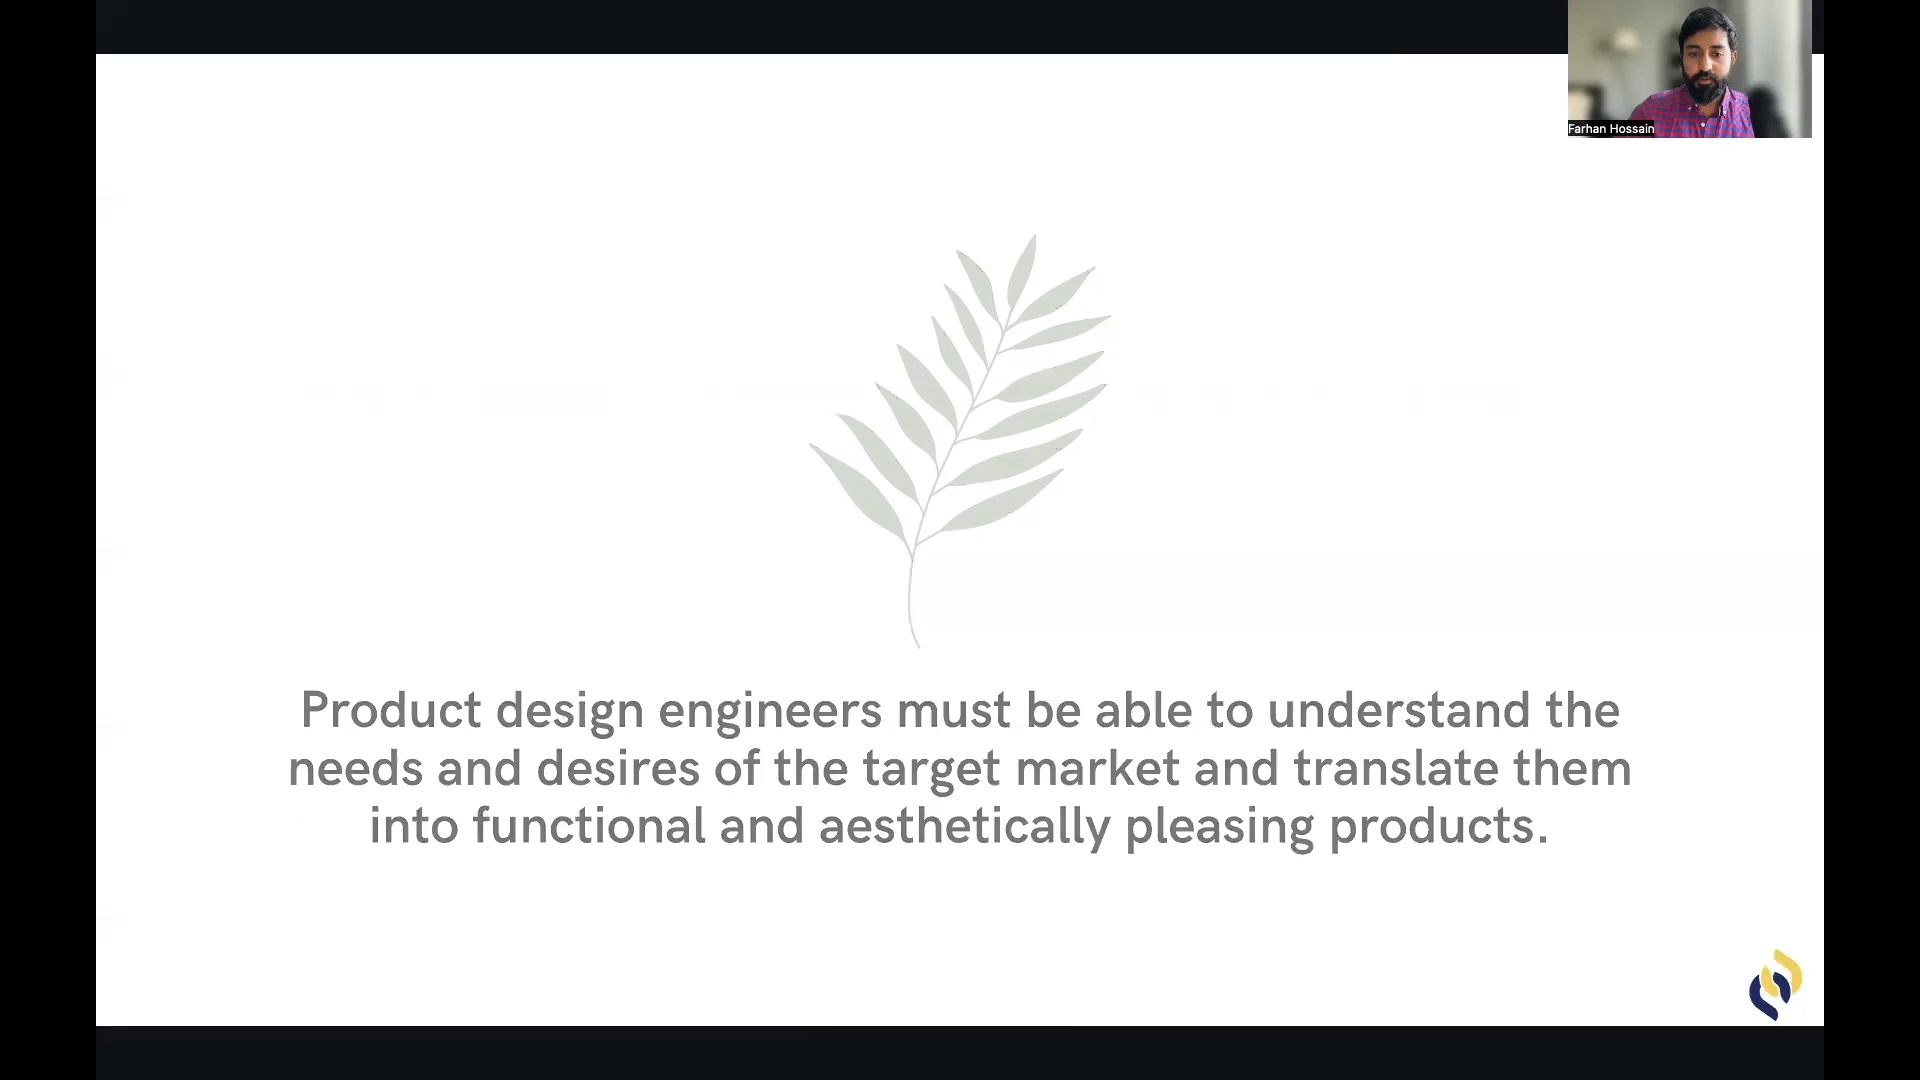 Farhan Hossain
Product design engineers must be able to understand the
needs and desires of the target market and translate them
into functional and aesthetically pleasing products.